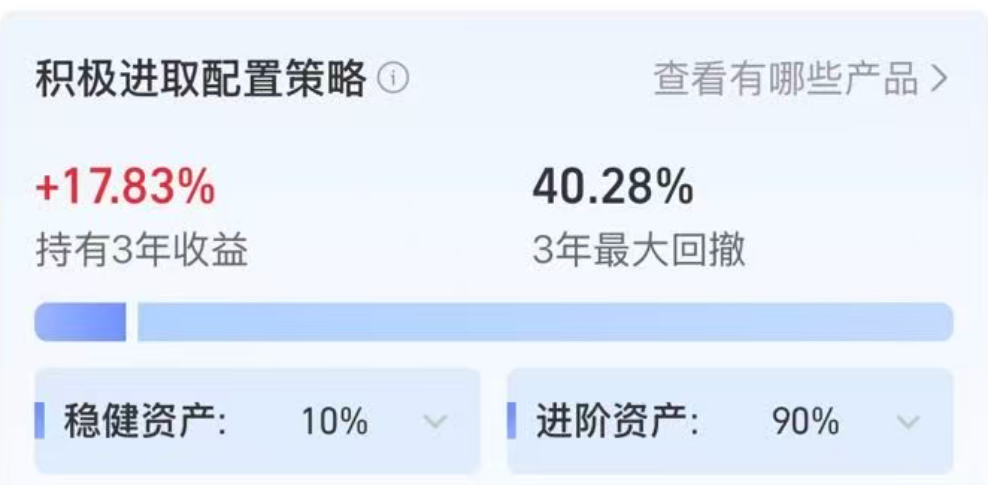 积极进取配置策略 查看有哪些产品
+17.83% 40.28%
持有3年收益 3年最大回撤
稳健资产: 10% 进阶资产: 90%